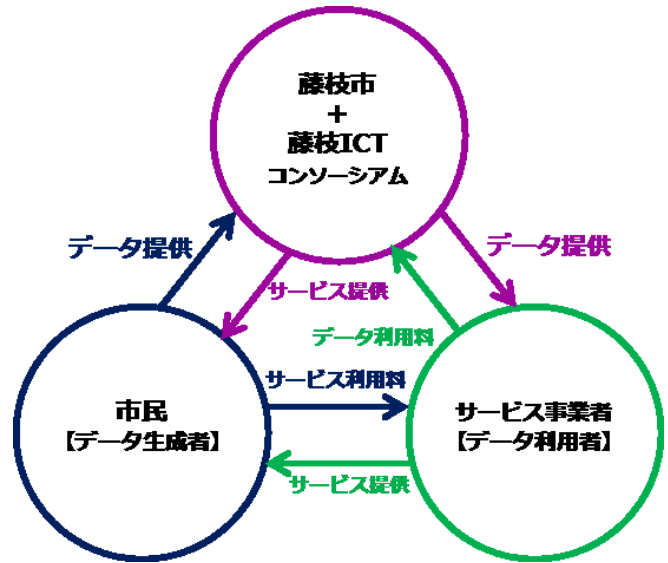 藤枝市
+
藤枝ICT
コンソーシアム
データ提供
データ提供
サービス提供
データ利用料
サービス利用料
市民
【データ生成者】
サービス事業者
【データ利用者】
サービス提供